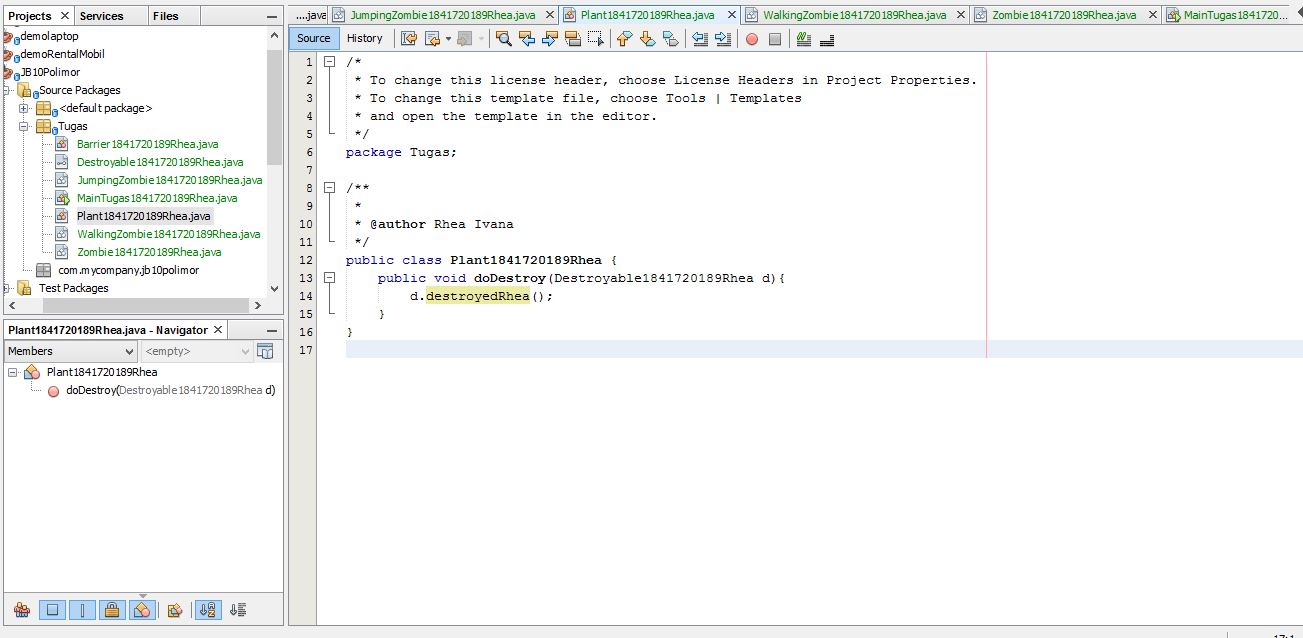 Projects
Services
Files
demolaptop
demoRentalMobil
JB10Polimor
Source Packages
<default package>
Tugas
Barrier1841720189Rhea.java
Destroyable1841720189Rhea.java
JumpingZombie1841720189Rhea.java
MainTugas1841720189Rhea.java
Plant1841720189Rhea.java
WalkingZombie1841720189Rhea.java
Zombie1841720189Rhea.java
com.mycompany.jb10polimor
Test Packages
Plant1841720189Rhea.java - Navigator
Members
<empty>
Plant1841720189Rhea
doDestroy(Destroyable1841720189Rhea d)
....java
JumpingZombie1841720189Rhea.java
Plant1841720189Rhea.java
WalkingZombie1841720189Rhea.java
Zombie1841720189Rhea.java
MainTugas1841720...
Source
History
1 /*
2 * To change this license header, choose License Headers in Project Properties.
3 * To change this template file, choose Tools | Templates
4 * and open the template in the editor.
5 */
6 package Tugas;
7
8 /**
9 *
10 * @author Rhea Ivana
11 */
12 public class Plant1841720189Rhea {
13 public void doDestroy(Destroyable1841720189Rhea d){
14 d.destroyedRhea();
15 }
16 }
17